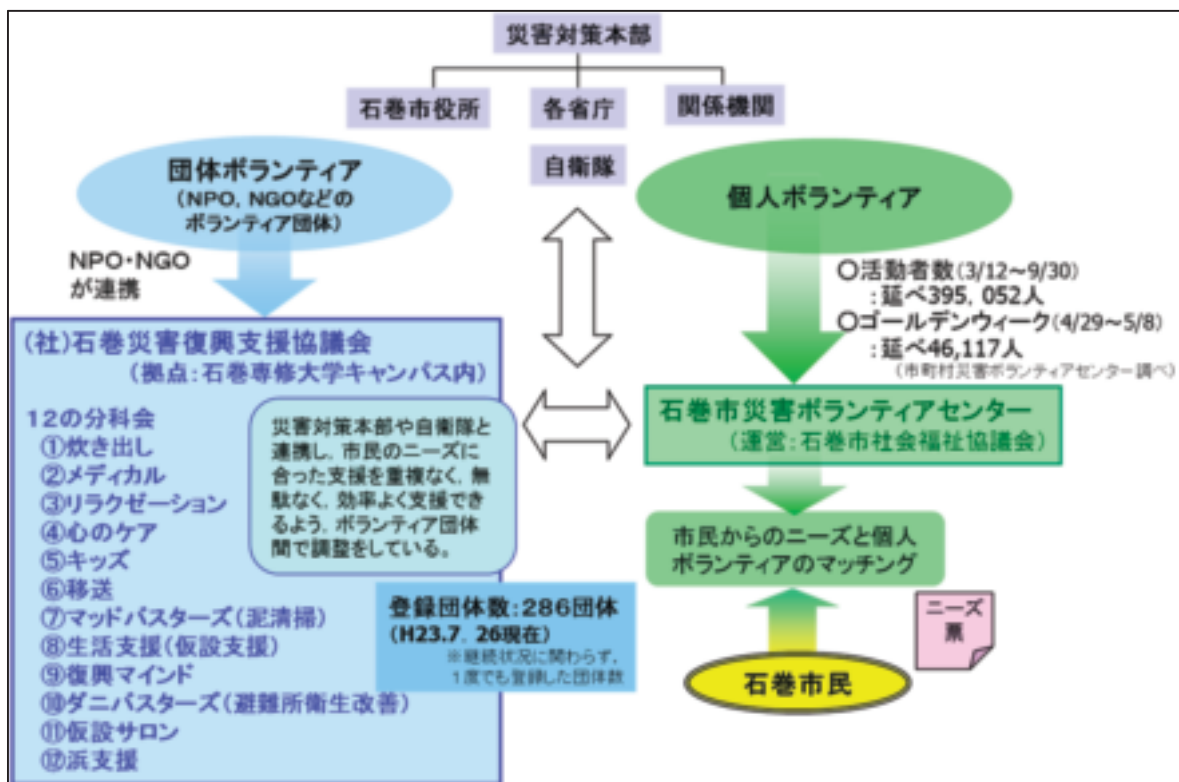 災害対策本部
石巻市役所
各省庁
関係機関
自衛隊
団体ボランティア
(NPO, NGOなどの
ボランティア団体)
NPO・NGO
が連携
個人ボランティア
○活動者数(3/12～9/30)
:延べ395, 052人
○ゴールデンウィーク(4/29～5/8)
:延べ46,117人
(市町村災害ボランティアセンター調べ)
(社)石巻災害復興支援協議会
(拠点:石巻専修大学キャンパス内)
12の分科会
①炊き出し
②メディカル
③リラクゼーション
④心のケア
⑤キッズ
⑥移送
⑦マッドバスターズ(泥清掃)
⑧生活支援(仮設支援)
⑨復興マインド
⑩ダニバスターズ(避難所衛生改善)
⑪仮設サロン
⑫浜支援
災害対策本部や自衛隊と
連携し、市民のニーズに
合った支援を重複なく、無
駄なく、効率よく支援でき
るよう、ボランティア団体
間で調整をしている。
登録団体数:286団体
(H23.7. 26現在)
※継続状況に関わらず、
1度でも登録した団体数
石巻市災害ボランティアセンター
(運営:石巻市社会福祉協議会)
市民からのニーズと個人
ボランティアのマッチング
ニーズ
票
石巻市民